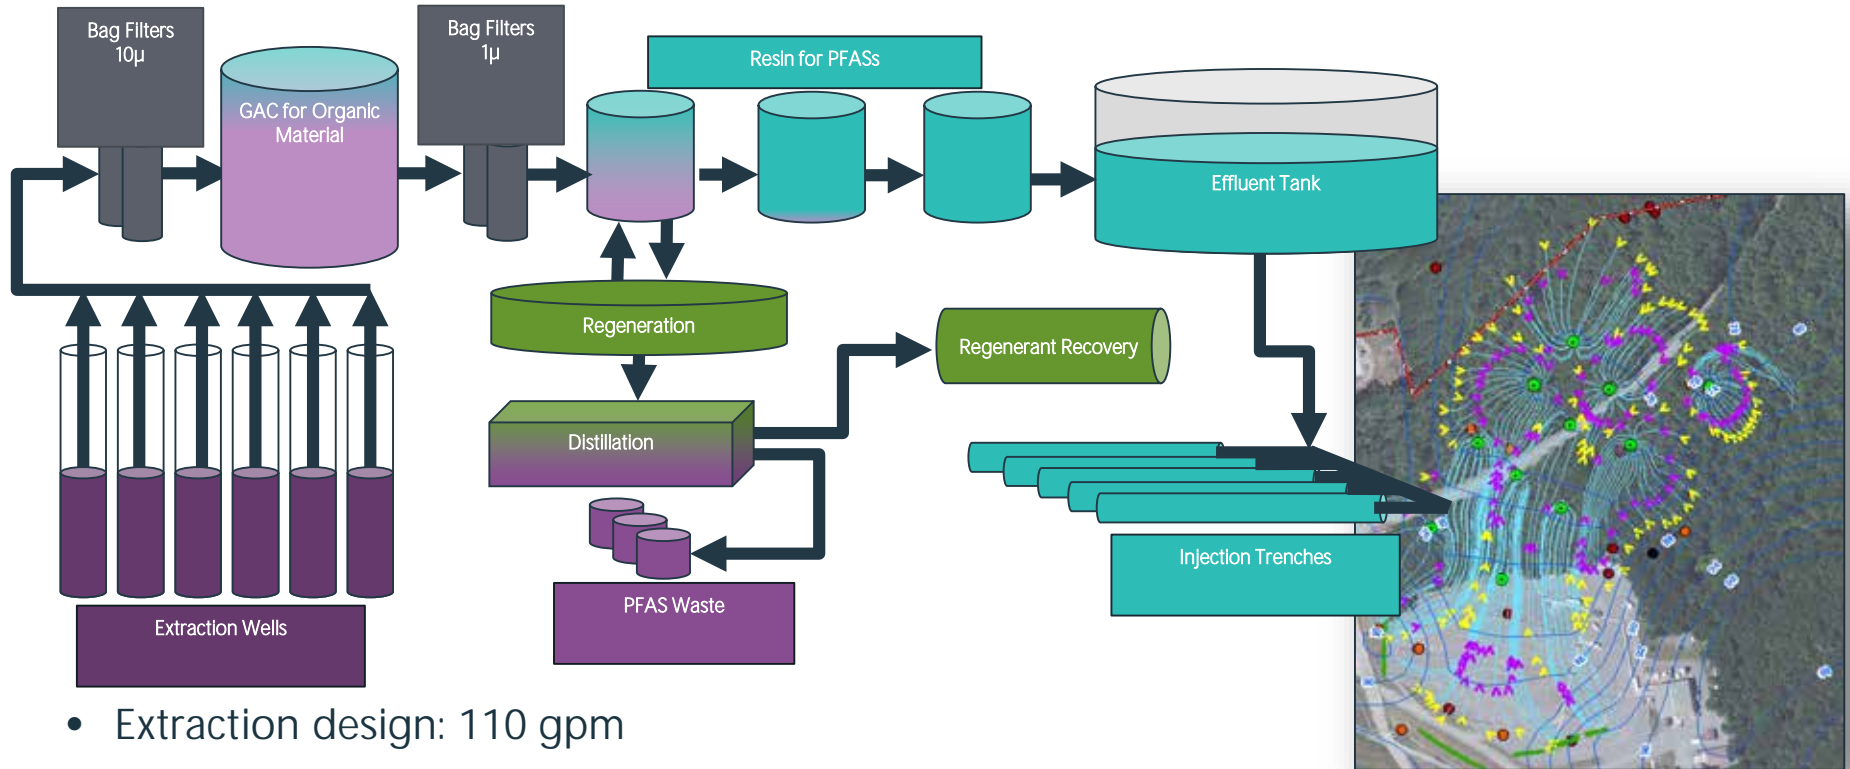 Bag Filters
10µ
GAC for Organic
Material
Bag Filters
1µ
Resin for PFASs
Effluent Tank
Regeneration
Regenerant Recovery
Distillation
Injection Trenches
PFAS Waste
Extraction Wells
• Extraction design: 110 gpm